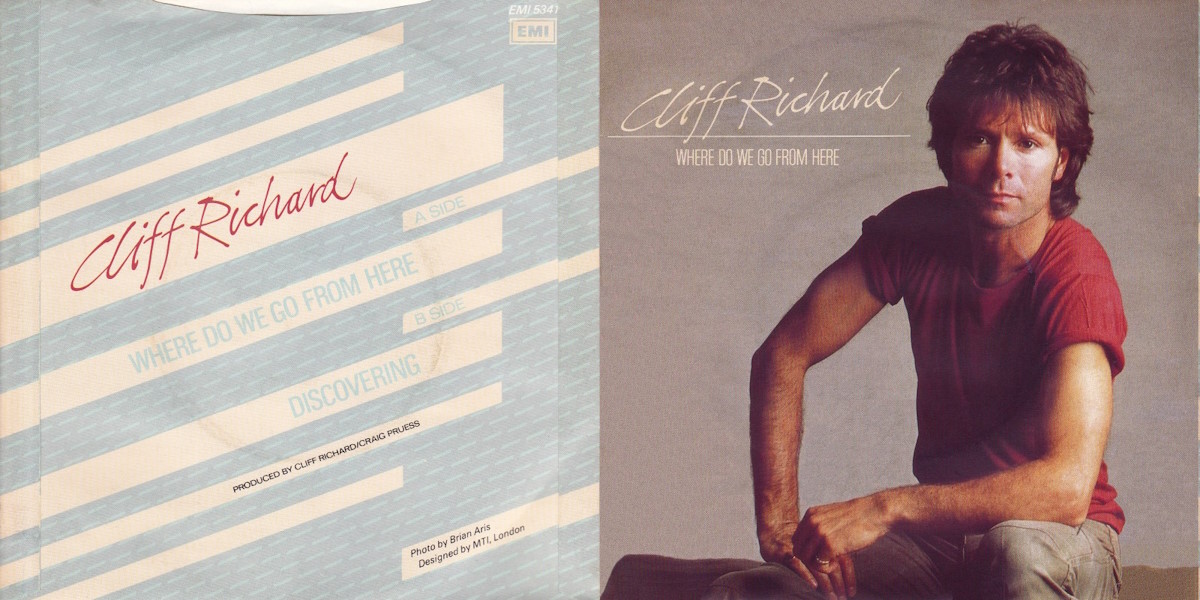 EMI 5341
EMI
Cliff Richard
A SIDE
WHERE DO WE GO FROM HERE
B SIDE
DISCOVERING
PRODUCED BY CLIFF RICHARD/CRAIG PRUESS
Photo by Brian Aris
Designed by MTI, London
Cliff Richard
WHERE DO WE GO FROM HERE